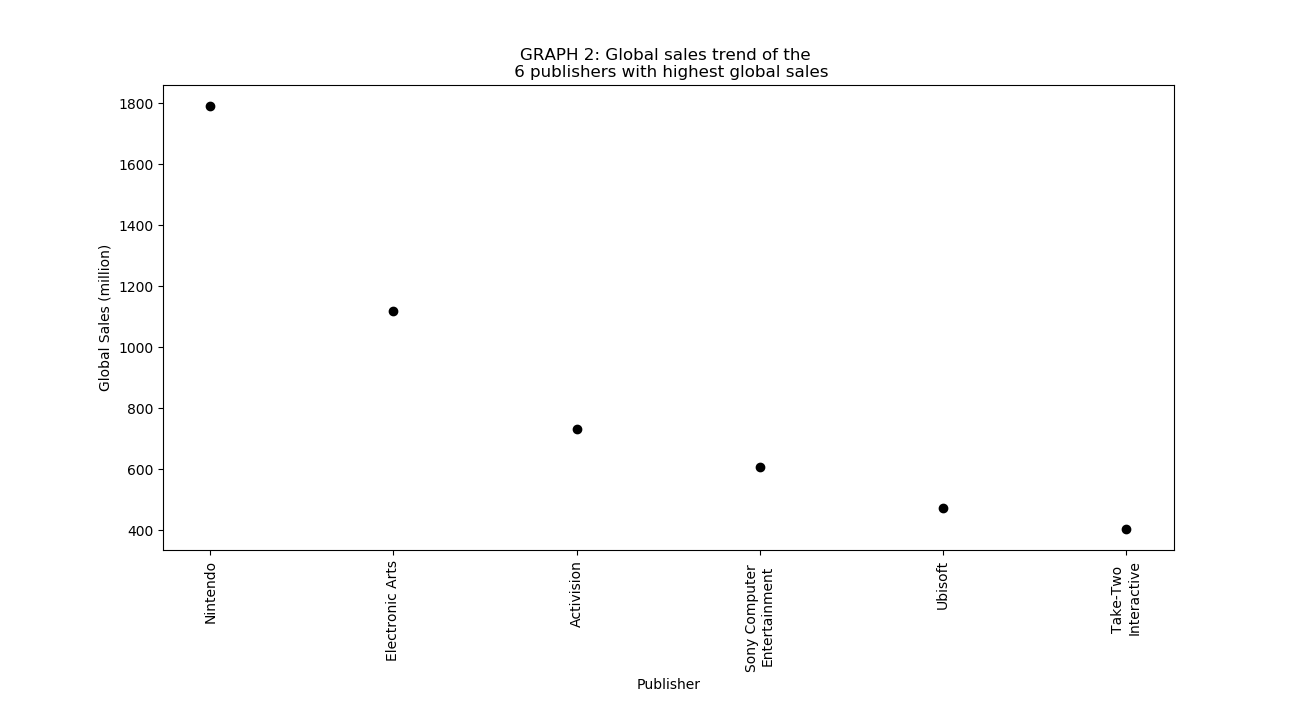 GRAPH 2: Global sales trend of the
6 publishers with highest global sales
Global Sales (million)
1800
1600
1400
1200
1000
800
600
400
Nintendo
Electronic Arts
Activision
Sony Computer
Entertainment
Ubisoft
Take-Two
Interactive
Publisher